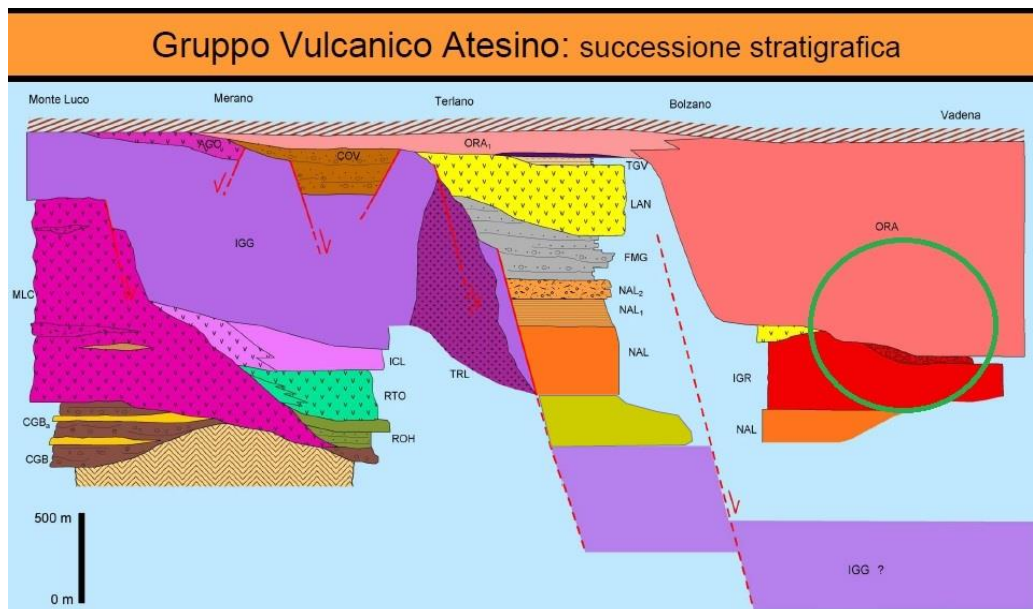 Gruppo Vulcanico Atesino: successione stratigrafica
Monte Luco
Merano
Terlano
Bolzano
Vadena
AGO
COV
ORA1
TGV
LAN
ORA
IGG
FMG
MLC
NAL2
NAL1
ICL
TRL
NAL
IGR
RTO
CGBa
ROH
NAL
CGB
500 m
0 m
IGG ?